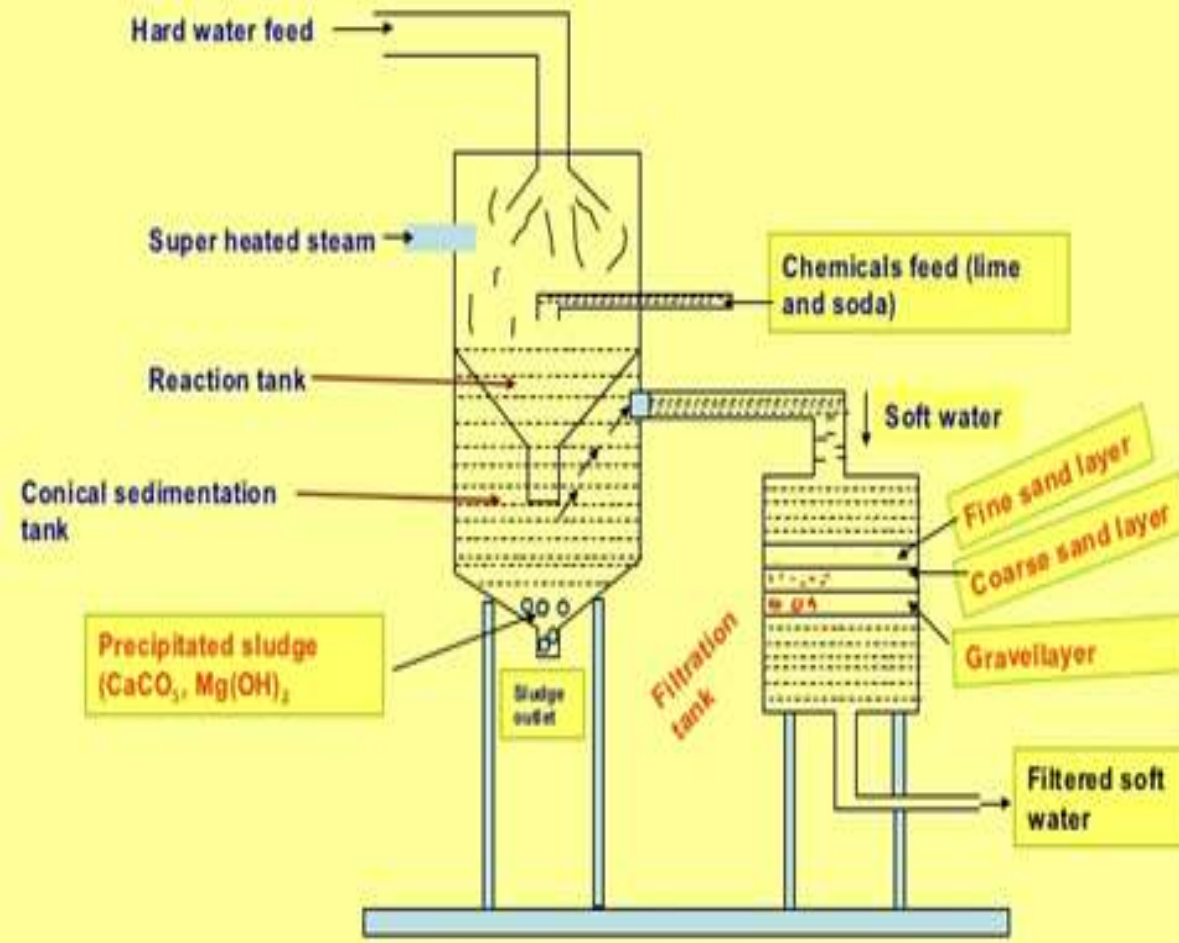 Hard water feed
Super heated steam
Chemicals feed (lime
and soda)
Reaction tank
Soft water
Conical sedimentation
tank
Fine sand layer
Coarse sand layer
Gravellayer
Precipitated sludge
(CaCO₃, Mg(OH)₂
Sludge
outlet
Filtration
tank
Filtered soft
water